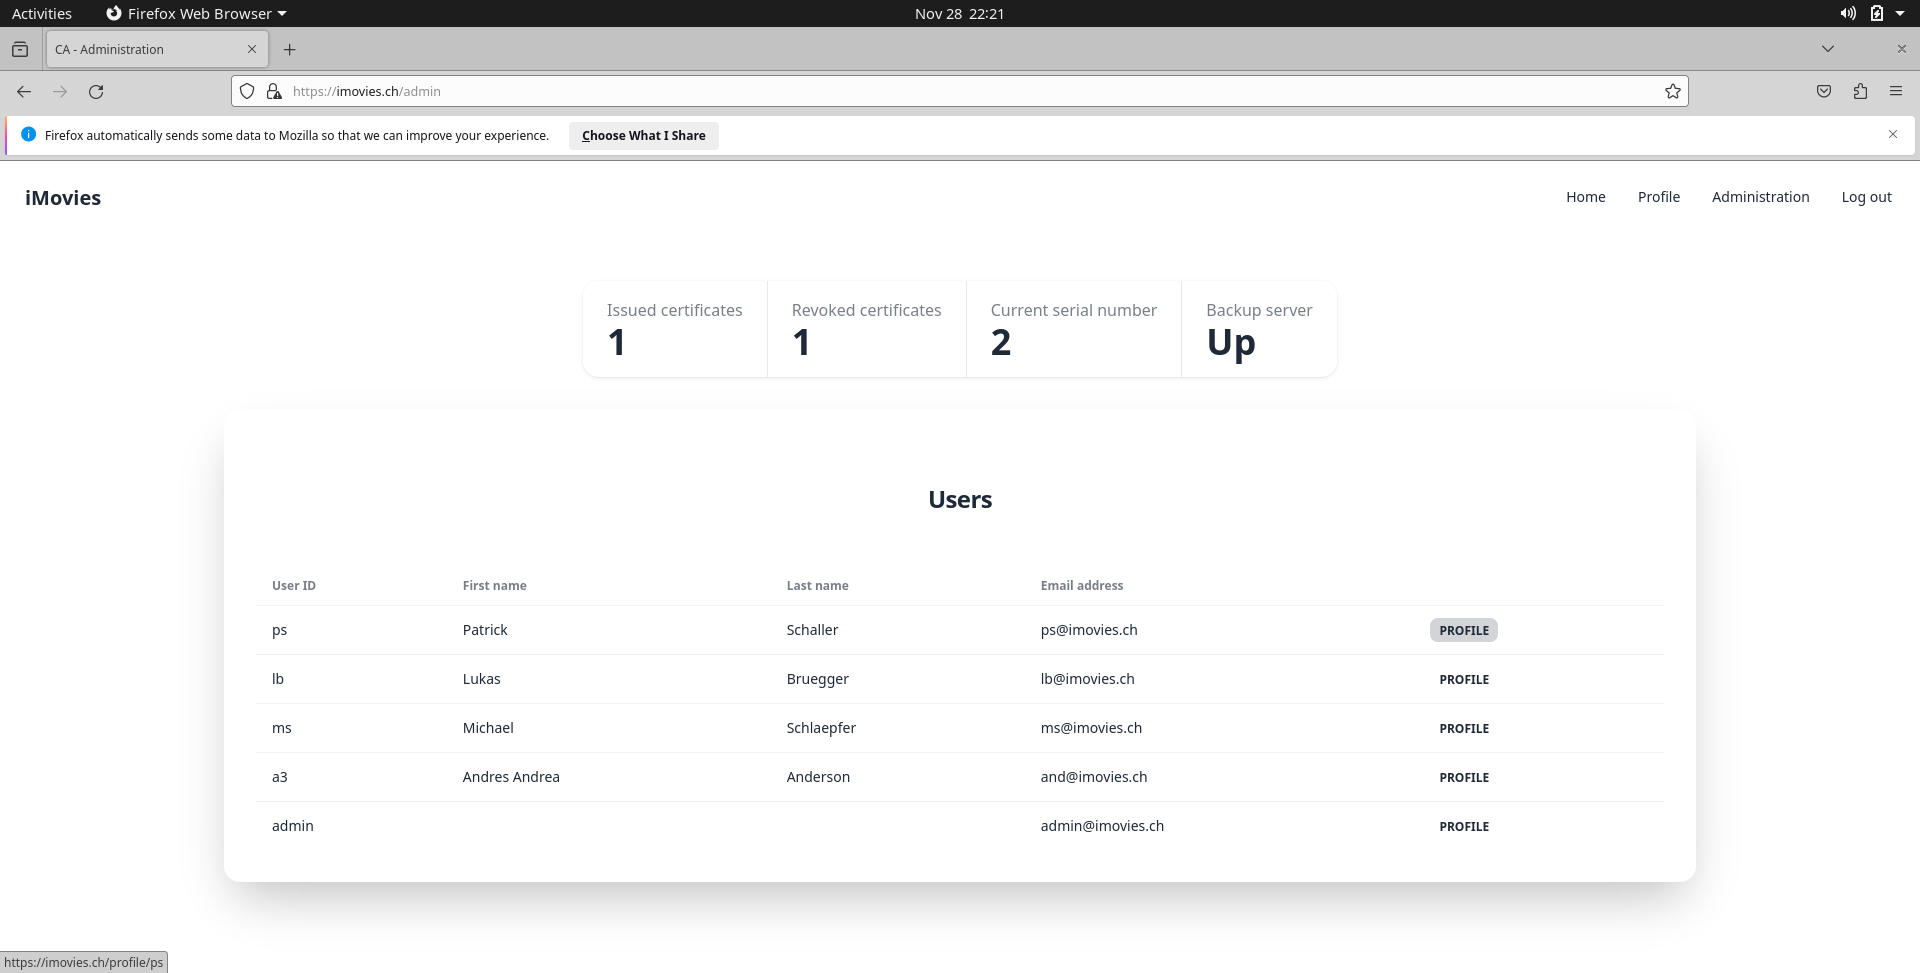 Activities Firefox Web Browser Nov 28 22:21
CA - Administration
https://imovies.ch/admin
Firefox automatically sends some data to Mozilla so that we can improve your experience. Choose What I Share
iMovies Home Profile Administration Log out
Issued certificates Revoked certificates Current serial number Backup server
1 1 2 Up
Users
User ID First name Last name Email address
ps Patrick Schaller ps@imovies.ch PROFILE
lb Lukas Bruegger lb@imovies.ch PROFILE
ms Michael Schlaepfer ms@imovies.ch PROFILE
a3 Andres Andrea Anderson and@imovies.ch PROFILE
admin admin@imovies.ch PROFILE
https://imovies.ch/profile/ps